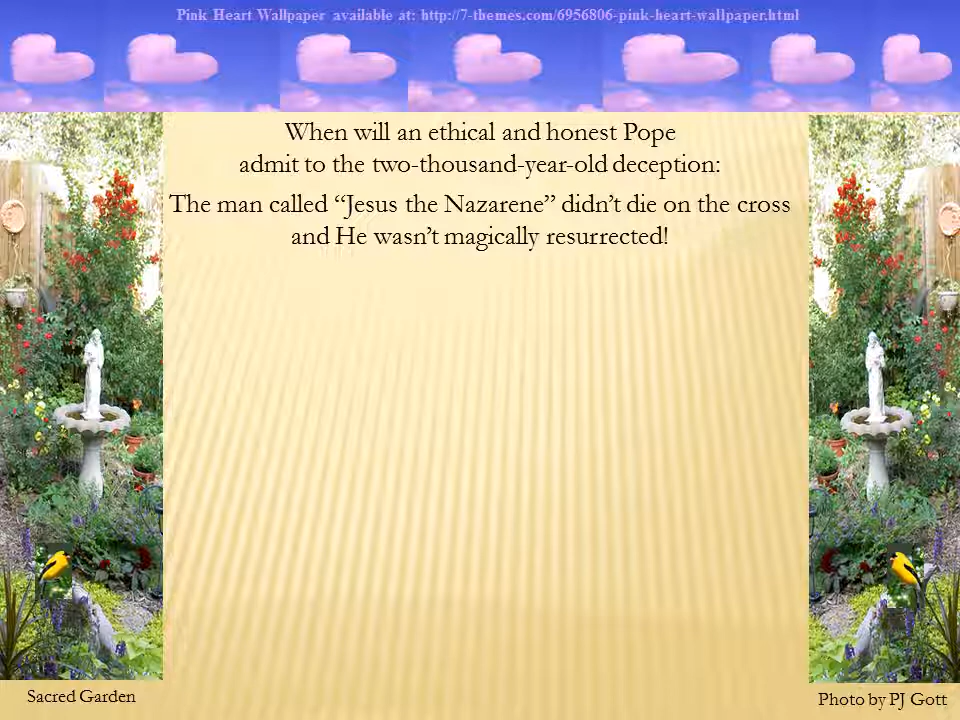 Pink Heart Wallpaper available at: http://7-themes.com/6956806-pink-heart-wallpaper.html
When will an ethical and honest Pope
admit to the two-thousand-year-old deception:
The man called “Jesus the Nazarene” didn’t die on the cross
and He wasn’t magically resurrected!
Sacred Garden
Photo by PJ Gott